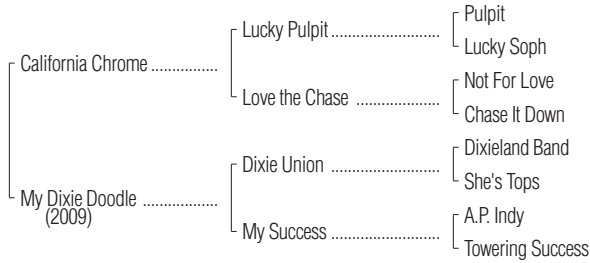 Pulpit
Lucky Pulpit ........................
Lucky Soph
California Chrome ...............
Not For Love
Love the Chase ..................
Chase It Down
Dixieland Band
Dixie Union ........................
She's Tops
My Dixie Doodle .................
(2009)
A.P. Indy
My Success ........................
Towering Success